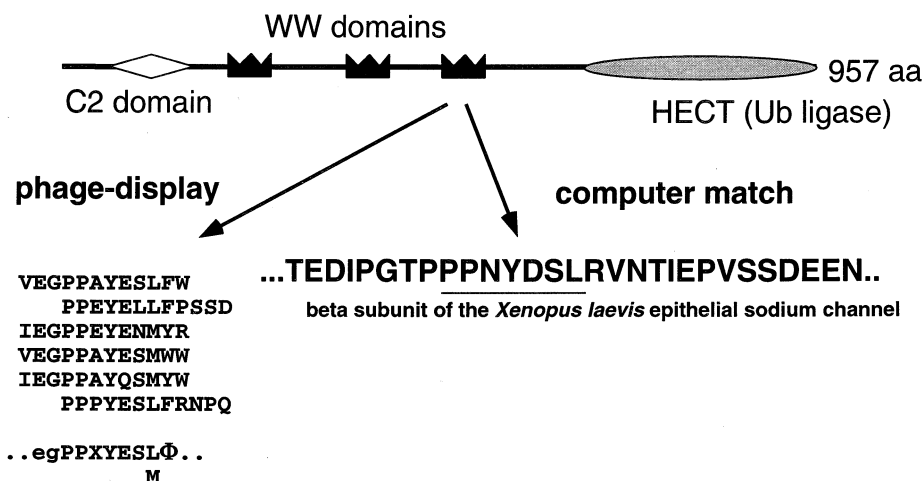 WW domains
957 aa
C2 domain
HECT (Ub ligase)
phage-display
computer match
...TEDIPGTPPPPNYDSLRVNTIEPVSSDEEN..
beta subunit of the Xenopus laevis epithelial sodium channel
VEGPPAYESLFW
PPEYELLFPSSD
IEGPPEYENMYR
VEGPPAYESMWW
IEGPPAYQSMYW
PPPYESLFRNPQ
..egPPXYESLΦ..
M